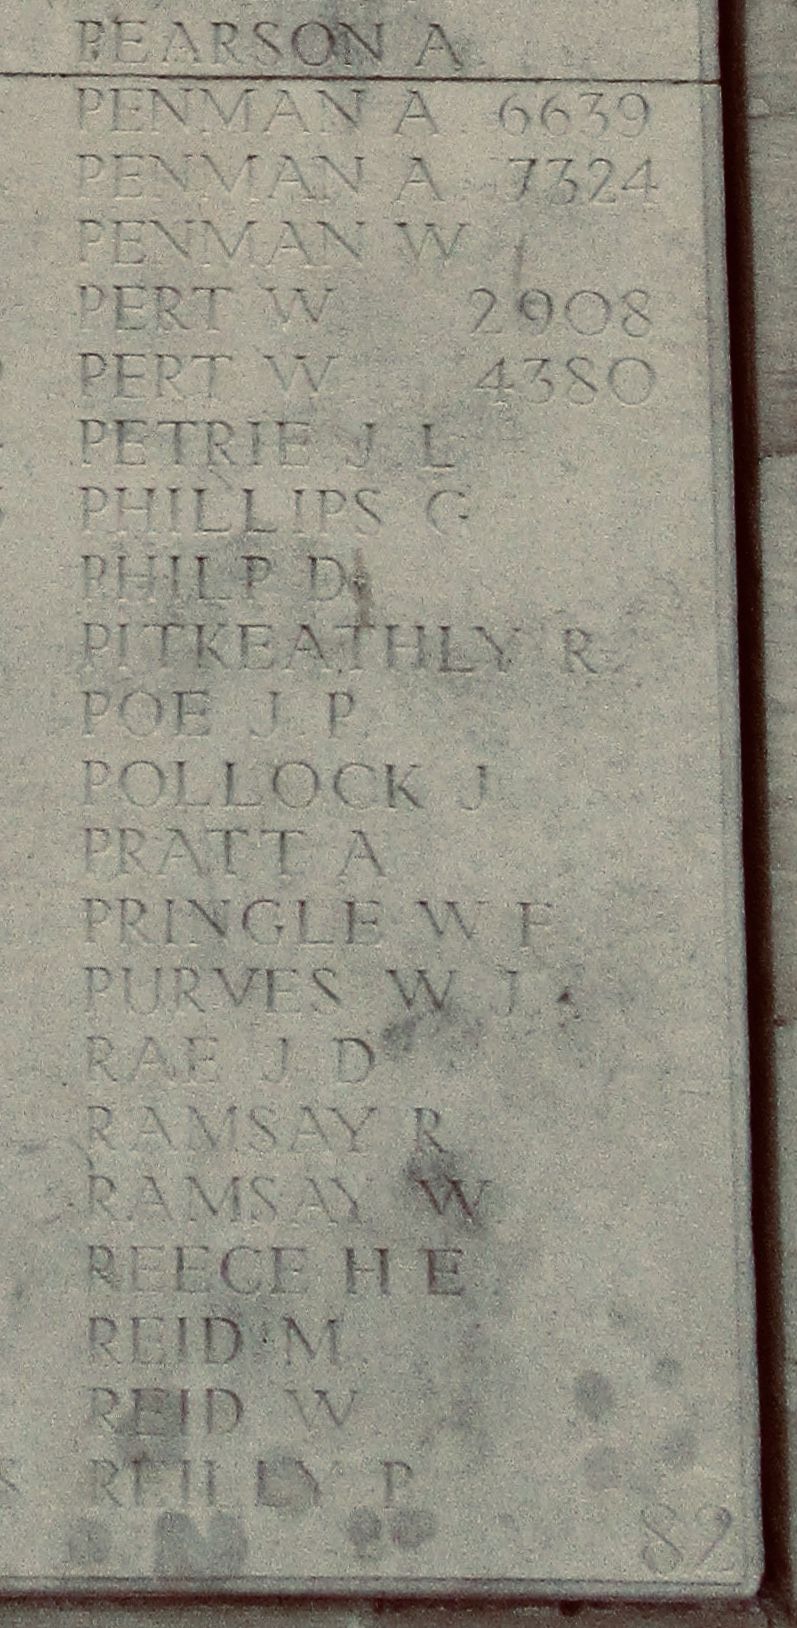 PEARSON A
PENMAN A 6639
PENMAN A 7324
PENMAN W
PERT W 2908
PERT W 4380
PETRIE J L
PHILLIPS G
PHILP D
PITKEATHLY R
POE J P
POLLOCK J
PRATT A
PRINGLE W F
PURVES W J
RAE J D
RAMSAY R
RAMSAY W
REECE H E
REID M
REID W
REILLY P
89